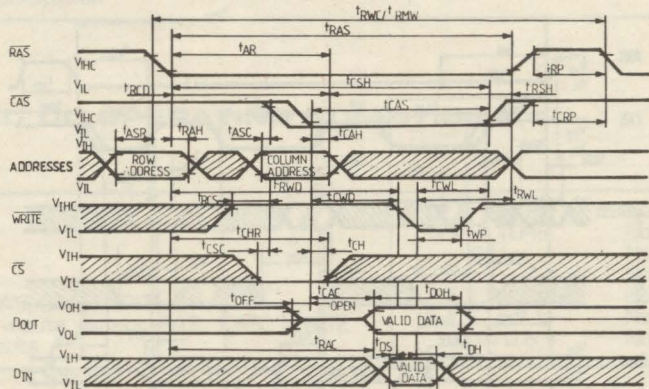 tRWC/tRMW
tRAS
RAS
tAR
VIHC
VIL
tRCD
tCSH
tRP
tRSH
CAS
tCAS
VIHC
VIL
tCRP
tASR
tRAH
tASC
tCAH
VIH
ADDRESSES
ROW ADDRESS
COLUMN ADDRESS
VIL
tRWD
tCWL
tRCS
tCWD
tRWL
VIHC
WRITE
VIL
tCHR
tWP
tCSC
tCH
VIH
CS
VIL
tCAC
tDOH
tOFF
OPEN
VOH
DOUT
VALID DATA
VOL
tRAC
tDS
tDH
VIH
DIN
VALID DATA
VIL